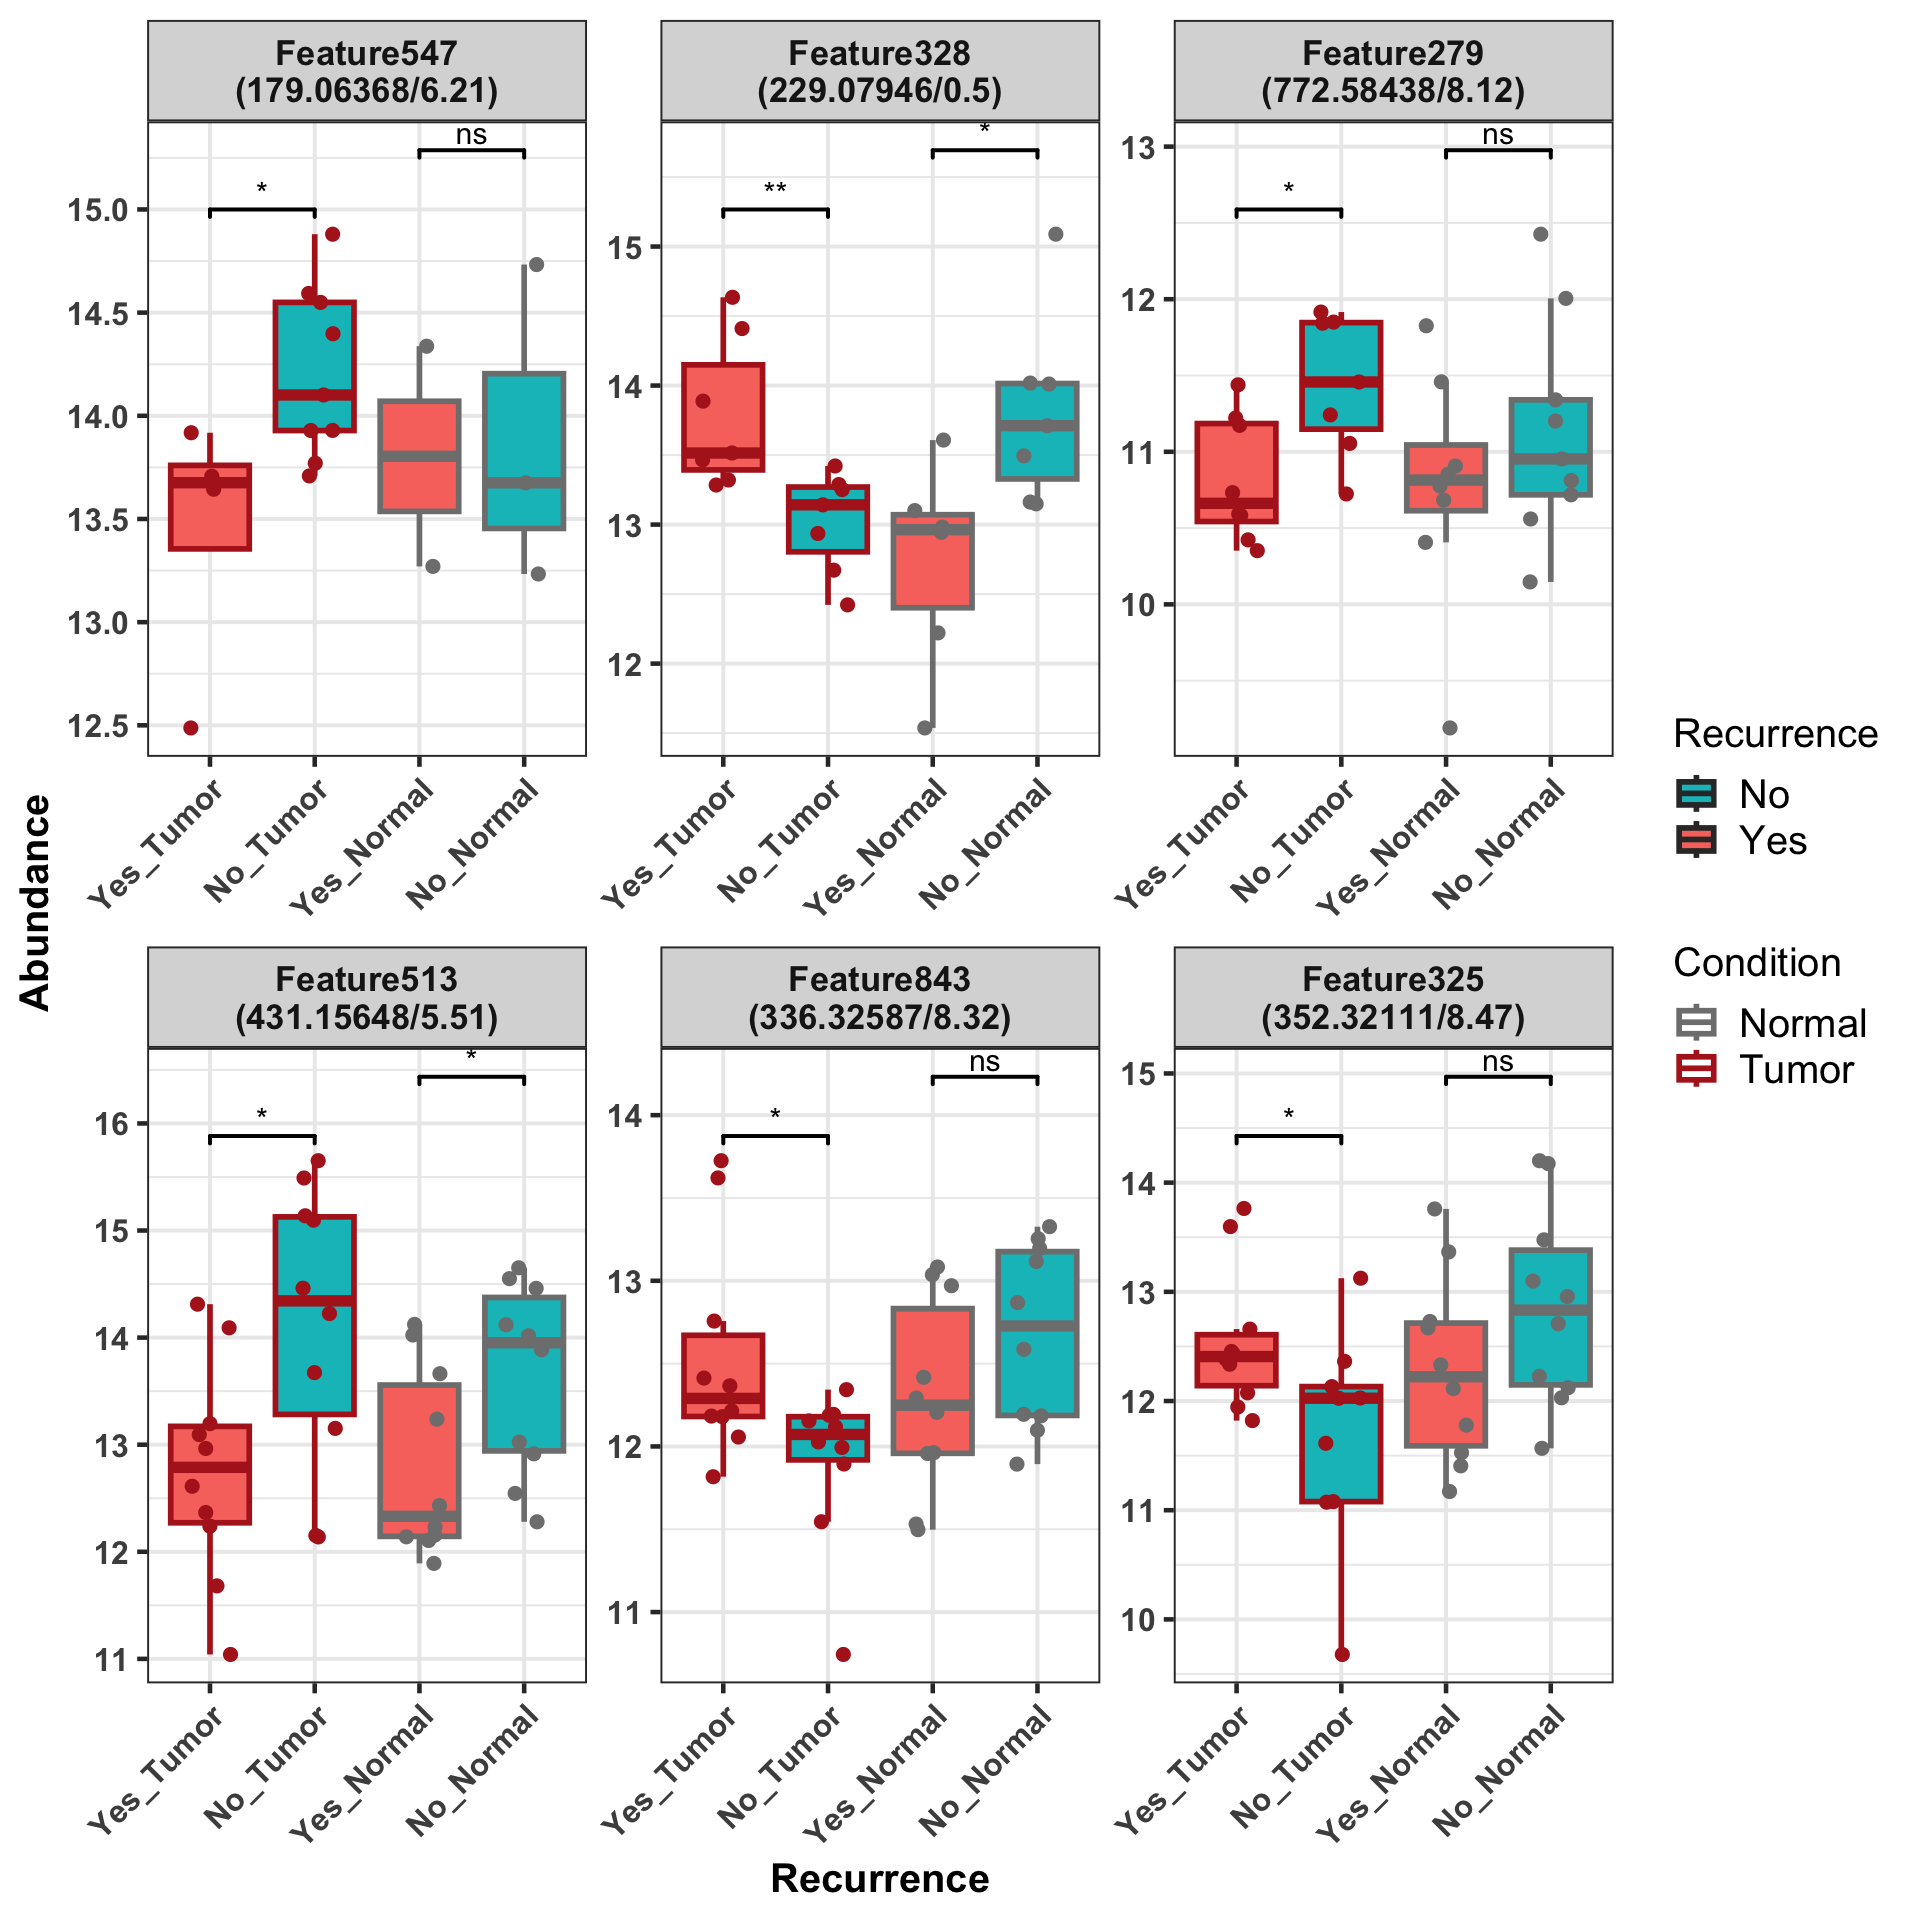 Feature547
(179.06368/6.21)
Feature328
(229.07946/0.5)
Feature279
(772.58438/8.12)
ns
*
15.0
14.5
14.0
13.5
13.0
12.5
*
**
15
14
13
12
ns
*
13
12
11
10
Yes_Tumor
No_Tumor
Yes_Normal
No_Normal
Yes_Tumor
No_Tumor
Yes_Normal
No_Normal
Yes_Tumor
No_Tumor
Yes_Normal
No_Normal
Abundance
Feature513
(431.15648/5.51)
Feature843
(336.32587/8.32)
Feature325
(352.32111/8.47)
*
*
16
15
14
13
12
11
ns
*
14
13
12
11
ns
*
15
14
13
12
11
10
Yes_Tumor
No_Tumor
Yes_Normal
No_Normal
Yes_Tumor
No_Tumor
Yes_Normal
No_Normal
Yes_Tumor
No_Tumor
Yes_Normal
No_Normal
Recurrence
Recurrence
No
Yes
Condition
Normal
Tumor